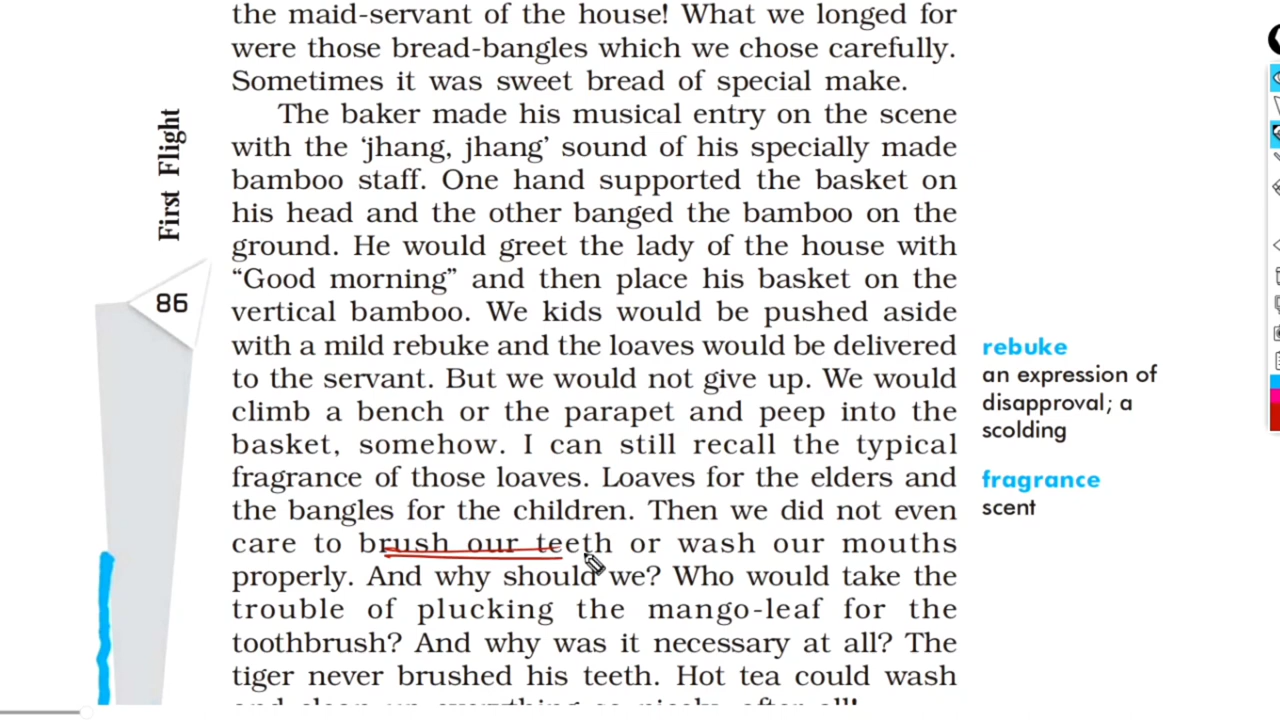 the maid-servant of the house! What we longed for
were those bread-bangles which we chose carefully.
Sometimes it was sweet bread of special make.
The baker made his musical entry on the scene
with the ‘jhang, jhang’ sound of his specially made
bamboo staff. One hand supported the basket on
his head and the other banged the bamboo on the
ground. He would greet the lady of the house with
“Good morning” and then place his basket on the
vertical bamboo. We kids would be pushed aside
with a mild rebuke and the loaves would be delivered
to the servant. But we would not give up. We would
climb a bench or the parapet and peep into the
basket, somehow. I can still recall the typical
fragrance of those loaves. Loaves for the elders and
the bangles for the children. Then we did not even
care to brush our teeth or wash our mouths
properly. And why should we? Who would take the
trouble of plucking the mango-leaf for the
toothbrush? And why was it necessary at all? The
tiger never brushed his teeth. Hot tea could wash
and clean up everything so nicely, after all!
First Flight
86
rebuke
an expression of
disapproval; a
scolding
fragrance
scent